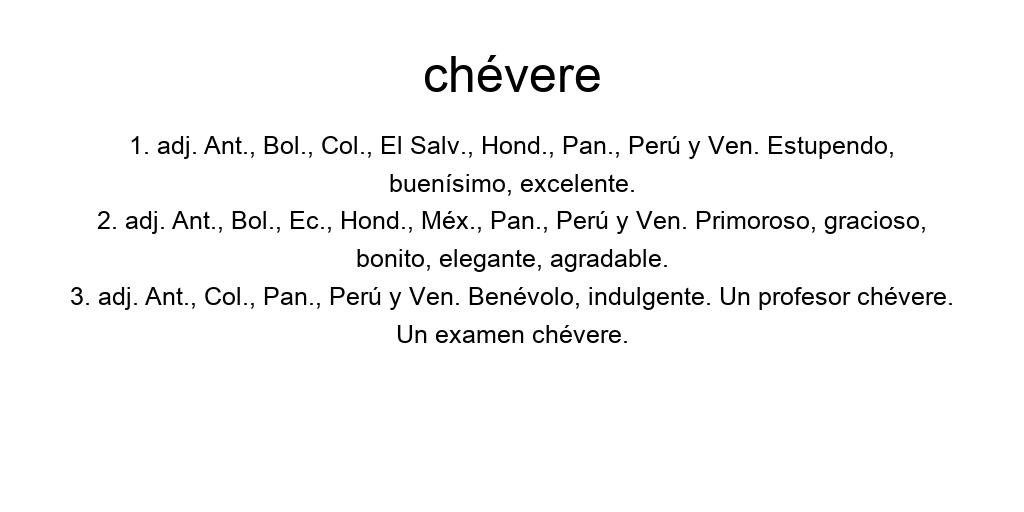 chévere
1. adj. Ant., Bol., Col., El Salv., Hond., Pan., Perú y Ven. Estupendo,
buenísimo, excelente.
2. adj. Ant., Bol., Ec., Hond., Méx., Pan., Perú y Ven. Primoroso, gracioso,
bonito, elegante, agradable.
3. adj. Ant., Col., Pan., Perú y Ven. Benévolo, indulgente. Un profesor chévere.
Un examen chévere.